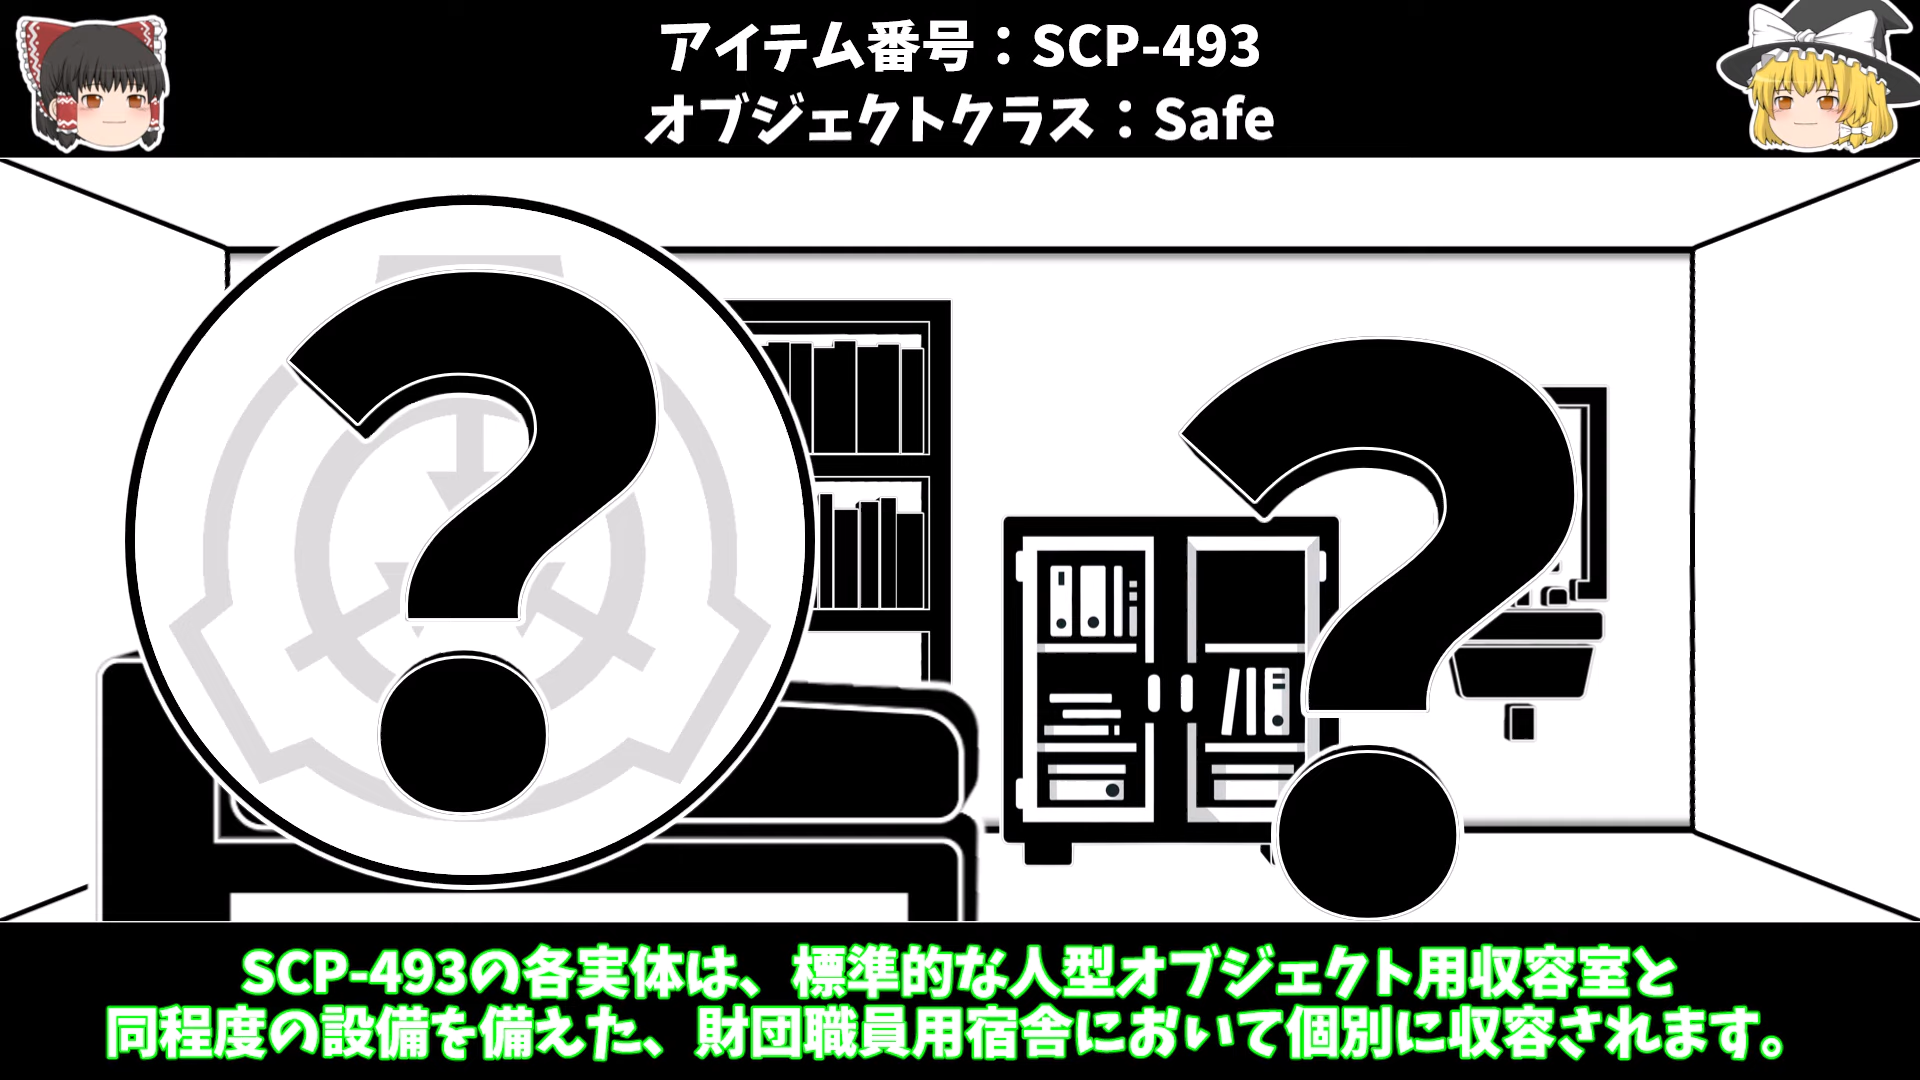 アイテム番号：SCP-493
オブジェクトクラス：Safe
? ?
SCP-493の各実体は、標準的な人型オブジェクト用収容室と
同程度の設備を備えた、財団職員用宿舎において個別に収容されます。